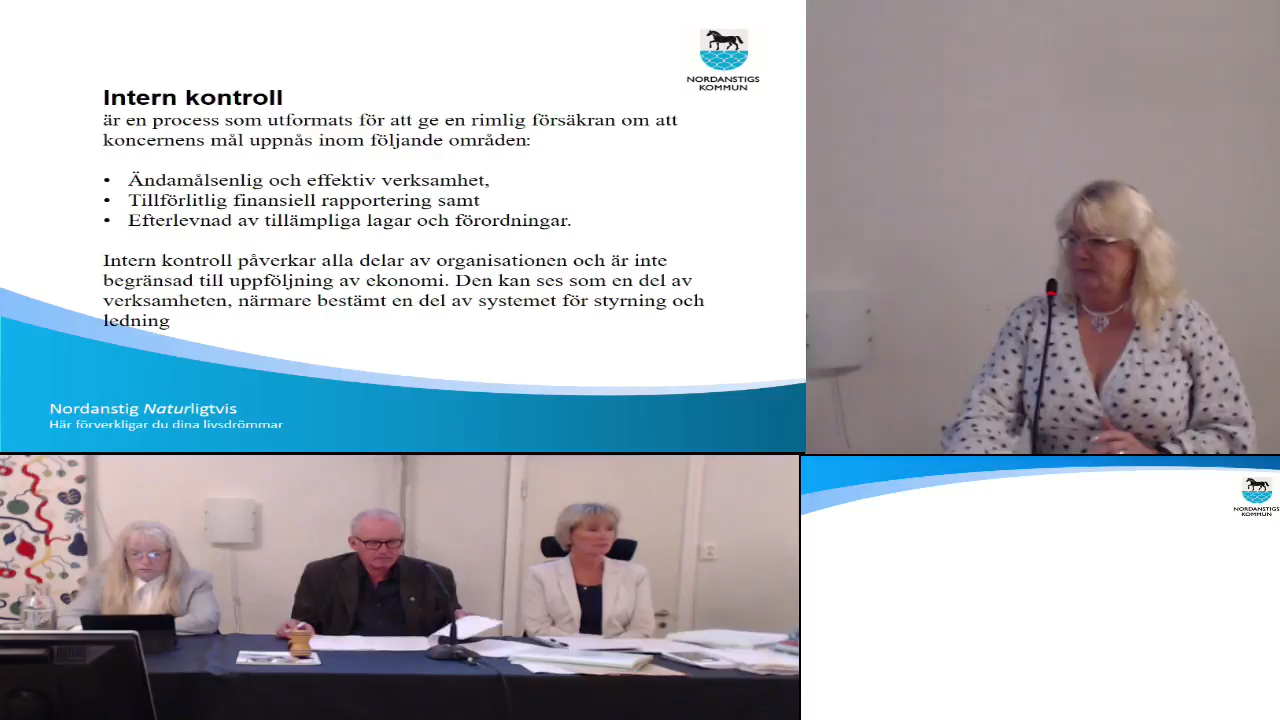 NORDANSTIGS
KOMMUN
Intern kontroll
är en process som utformats för att ge en rimlig försäkran om att
koncernens mål uppnås inom följande områden:
• Ändamålsenlig och effektiv verksamhet,
• Tillförlitlig finansiell rapportering samt
• Efterlevnad av tillämpliga lagar och förordningar.
Intern kontroll påverkar alla delar av organisationen och är inte
begränsad till uppföljning av ekonomi. Den kan ses som en del av
verksamheten, närmare bestämt en del av systemet för styrning och
ledning
Nordanstig Naturligtvis
Här förverkligar du dina livsdrömmar
NORDANSTIGS
KOMMUN